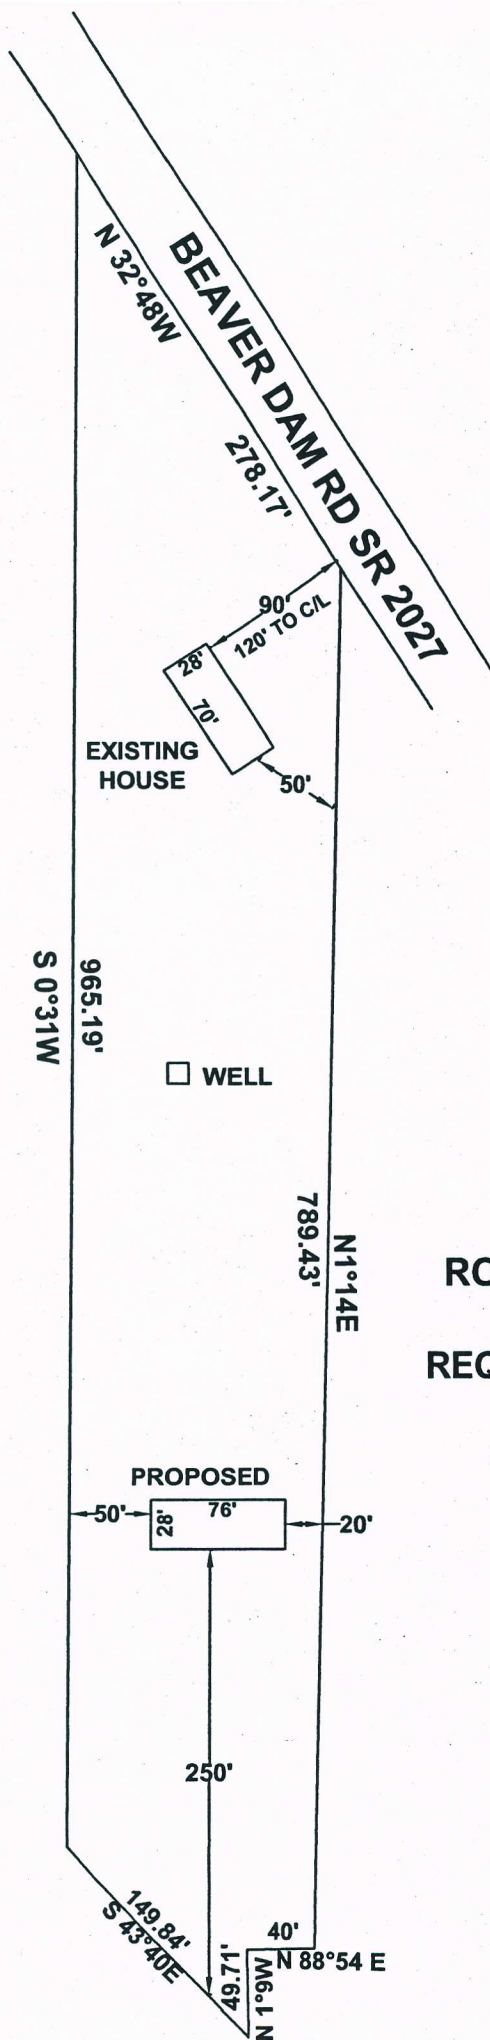 BEAVER DAM RD SR 2027
N 32°48W
278.17'
90'
120' TO C/L
28'
70'
EXISTING
HOUSE
50'
965.19'
S 0°31W
WELL
N1°14E
789.43'
RO
REQ
PROPOSED
50'
28'
76'
20'
250'
149.84'
S 43°40E
40'
N 88°54 E
49.71'
N 1°9W